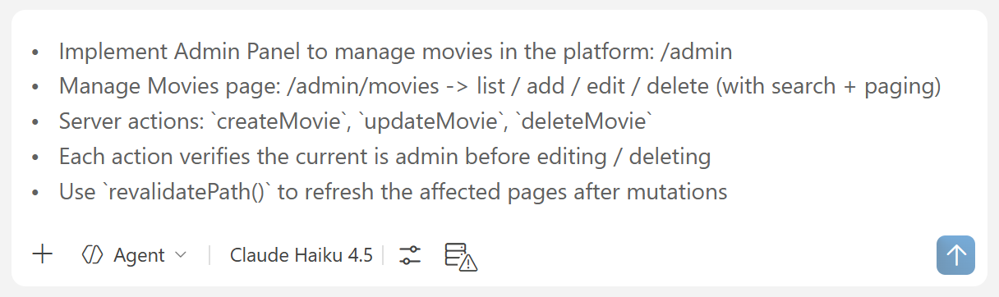 • Implement Admin Panel to manage movies in the platform: /admin
• Manage Movies page: /admin/movies -> list / add / edit / delete (with search + paging)
• Server actions: `createMovie`, `updateMovie`, `deleteMovie`
• Each action verifies the current is admin before editing / deleting
• Use `revalidatePath()` to refresh the affected pages after mutations
Agent Claude Haiku 4.5